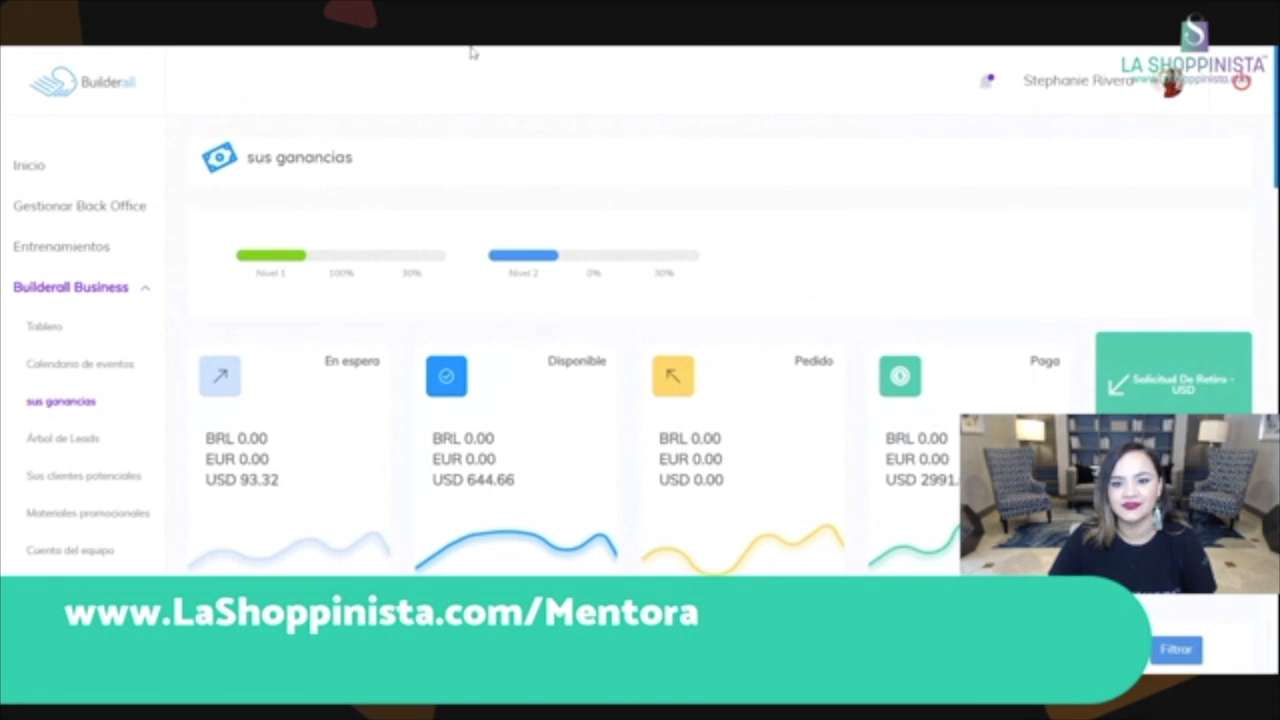 S
LA SHOPPINISTA
Builderall
Stephanie Rivera
Inicio
sus ganancias
Gestionar Back Office
Entrenamientos
Nivel 1 100% 30% Nivel 2 0% 30%
Builderall Business
Tablero
Calendario de eventos
En espera Disponible Pedido Pago
Solicitud De Retiro -
USD
sus ganancias
Árbol de Leads
BRL 0.00 BRL 0.00 BRL 0.00 BRL 0.00
EUR 0.00 EUR 0.00 EUR 0.00 EUR 0.00
USD 93.32 USD 644.66 USD 0.00 USD 2991.
Sus clientes potenciales
Materiales promocionales
Cuenta del equipo
www.LaShoppinista.com/Mentora
Filtrar